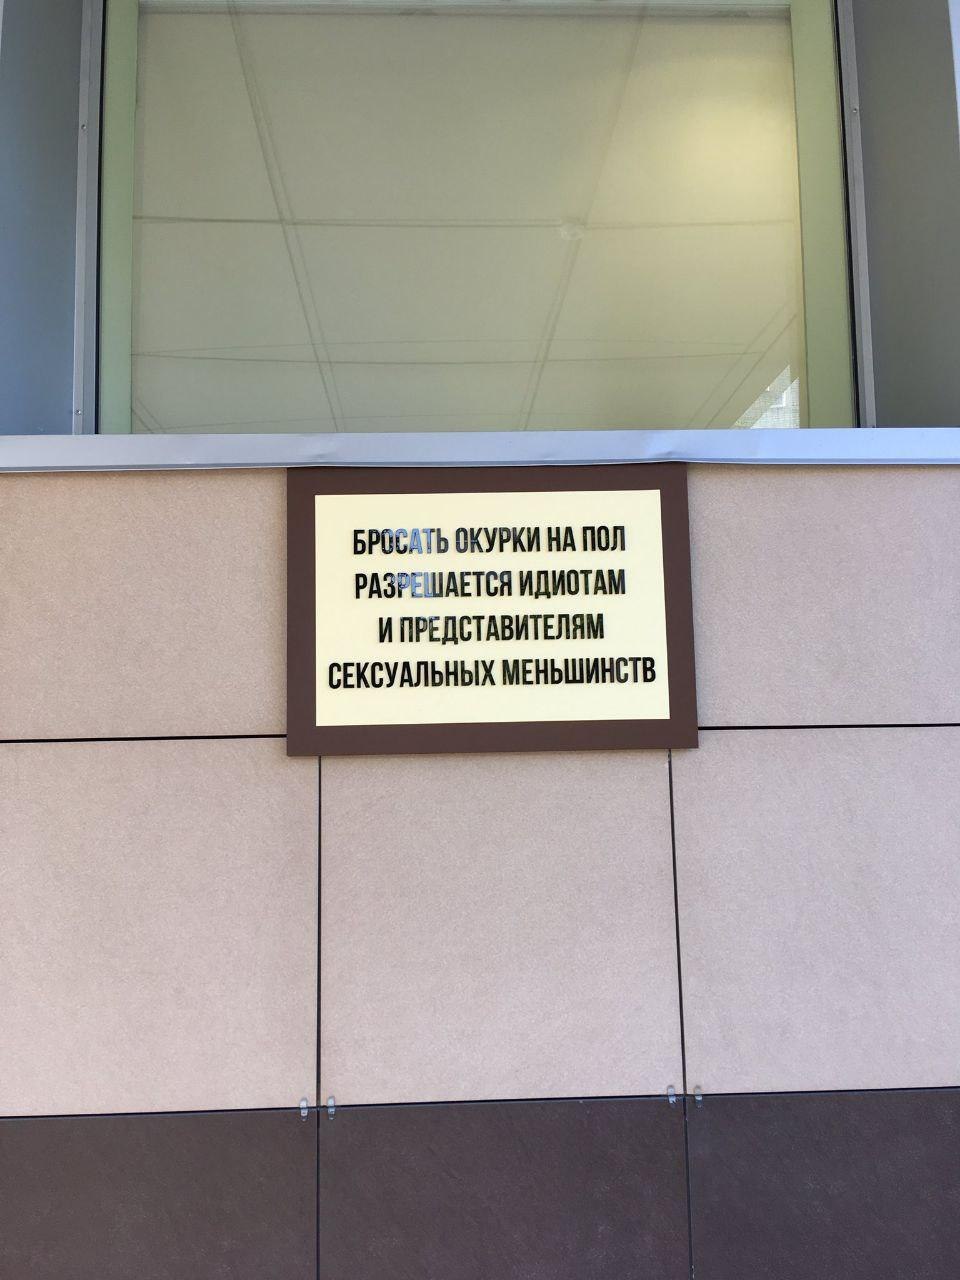 БРОСАТЬ ОКУРКИ НА ПОЛ
РАЗРЕШАЕТСЯ ИДИОТАМ
И ПРЕДСТАВИТЕЛЯМ
СЕКСУАЛЬНЫХ МЕНЬШИНСТВ